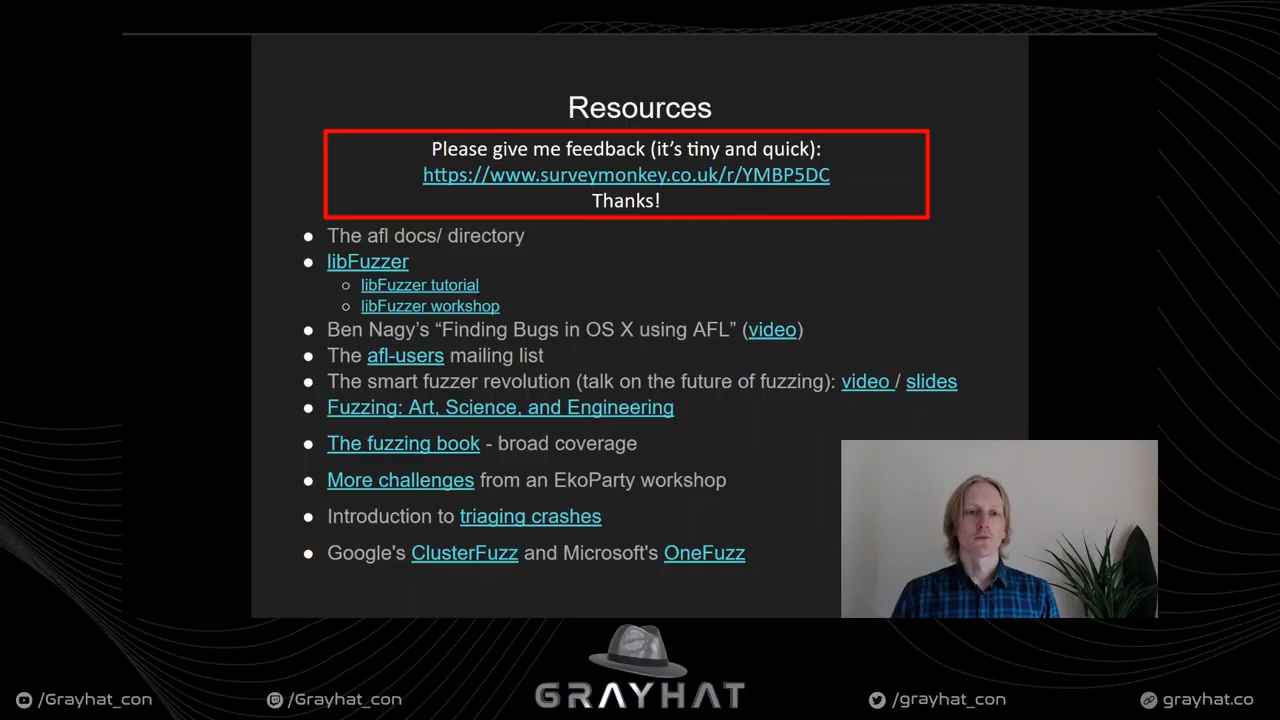 Resources
Please give me feedback (it's tiny and quick):
https://www.surveymonkey.co.uk/r/YMBP5DC
Thanks!
● The afl docs/ directory
● libFuzzer
○ libFuzzer tutorial
○ libFuzzer workshop
● Ben Nagy's “Finding Bugs in OS X using AFL” (video)
● The afl-users mailing list
● The smart fuzzer revolution (talk on the future of fuzzing): video / slides
● Fuzzing: Art, Science, and Engineering
● The fuzzing book - broad coverage
● More challenges from an EkoParty workshop
● Introduction to triaging crashes
● Google's ClusterFuzz and Microsoft's OneFuzz
GRAYHAT
/Grayhat_con
/Grayhat_con
/grayhat_con
grayhat.co